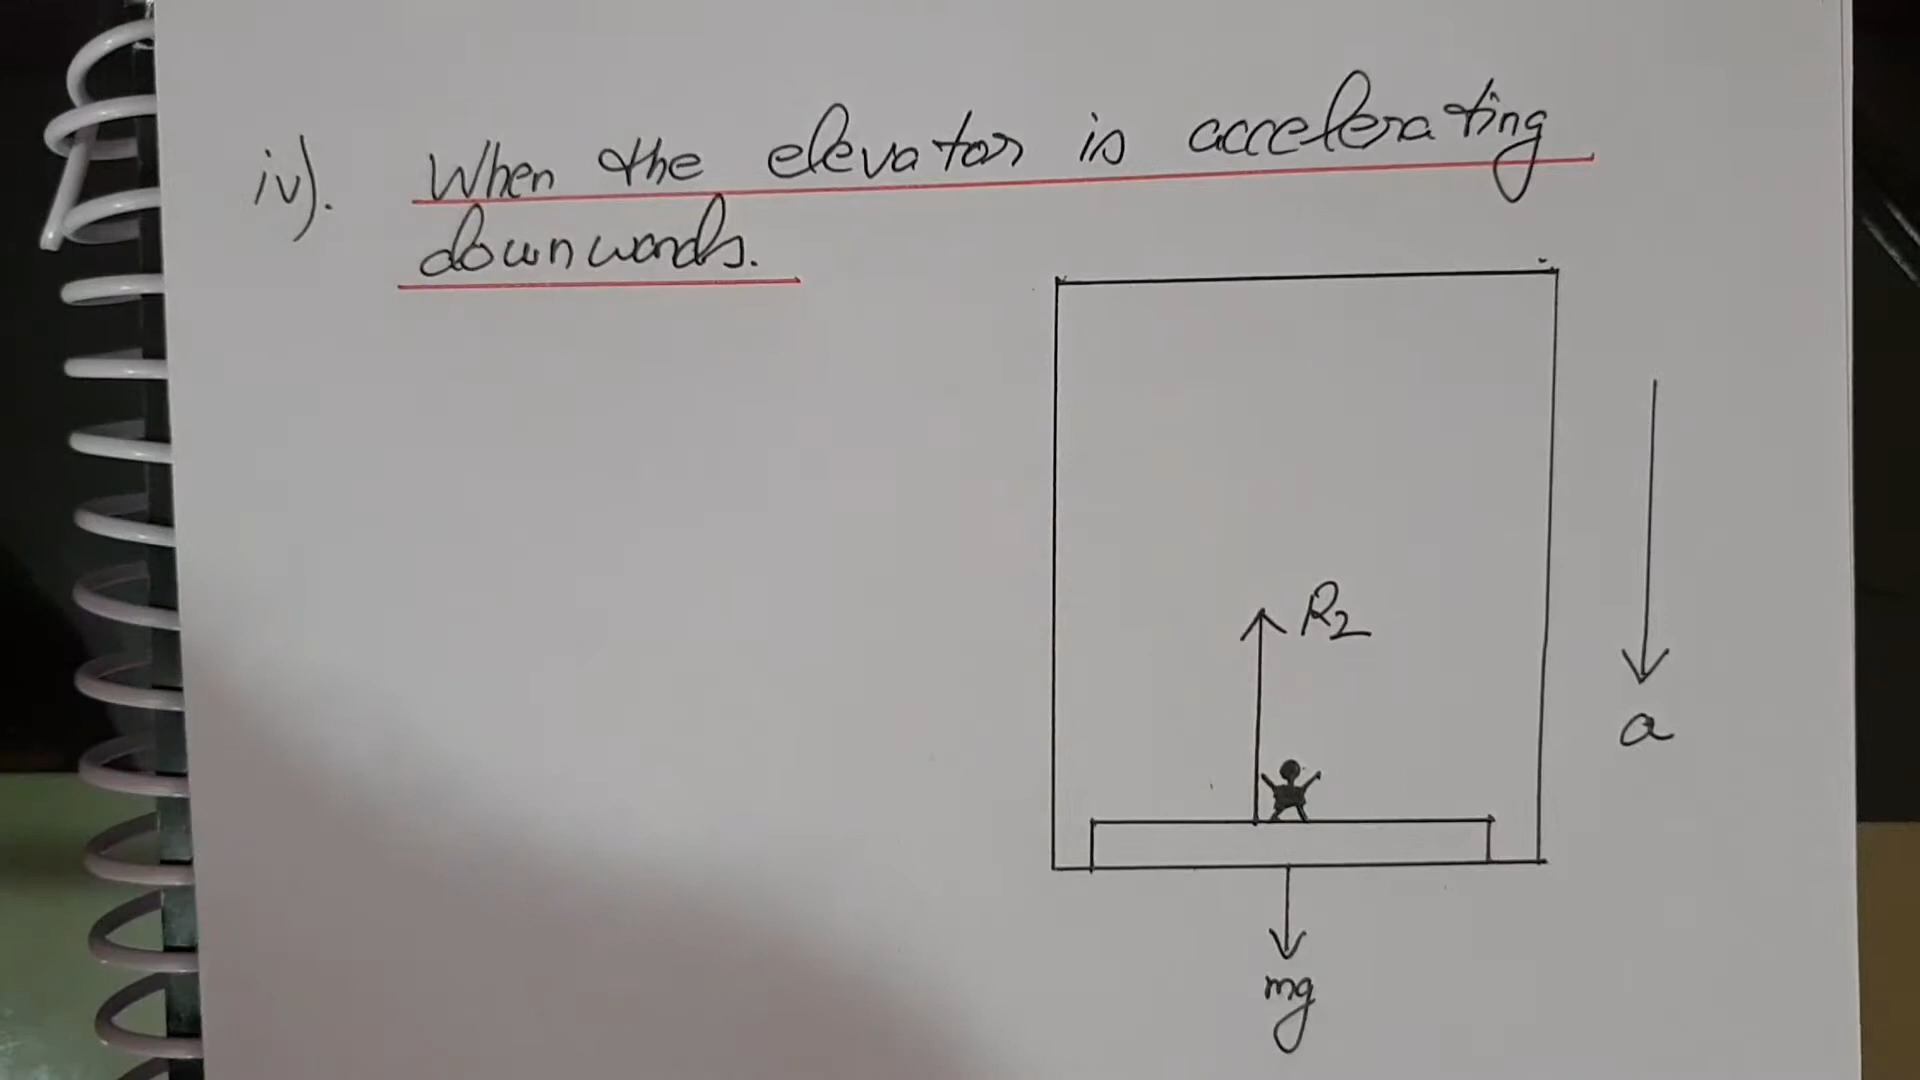 iv). When the elevator is accelerating
downwards.
R2
a
mg